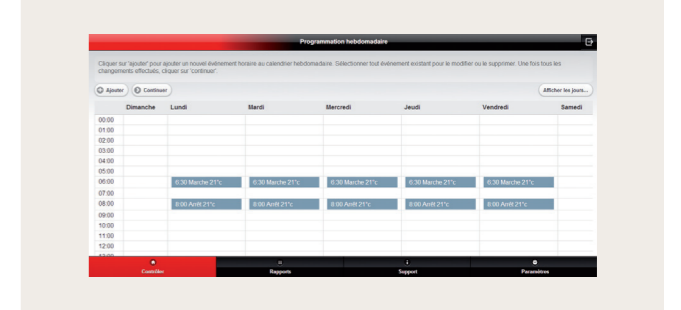 Programmation hebdomadaire
Cliquer sur 'ajouter' pour ajouter un nouvel événement horaire au calendrier hebdomadaire. Sélectionner tout événement existant pour le modifier ou le supprimer. Une fois tous les
changements effectués, cliquer sur 'continuer'.
Ajouter Continuer Afficher les jours...
Dimanche Lundi Mardi Mercredi Jeudi Vendredi Samedi
00:00
01:00
02:00
03:00
04:00
05:00
06:00 6:30 Marche 21°c 6:30 Marche 21°c 6:30 Marche 21°c 6:30 Marche 21°c 6:30 Marche 21°c
07:00
08:00 8:00 Arrêt 21°c 8:00 Arrêt 21°c 8:00 Arrêt 21°c 8:00 Arrêt 21°c 8:00 Arrêt 21°c
09:00
10:00
11:00
12:00
Contrôler Rapports Support Paramètres